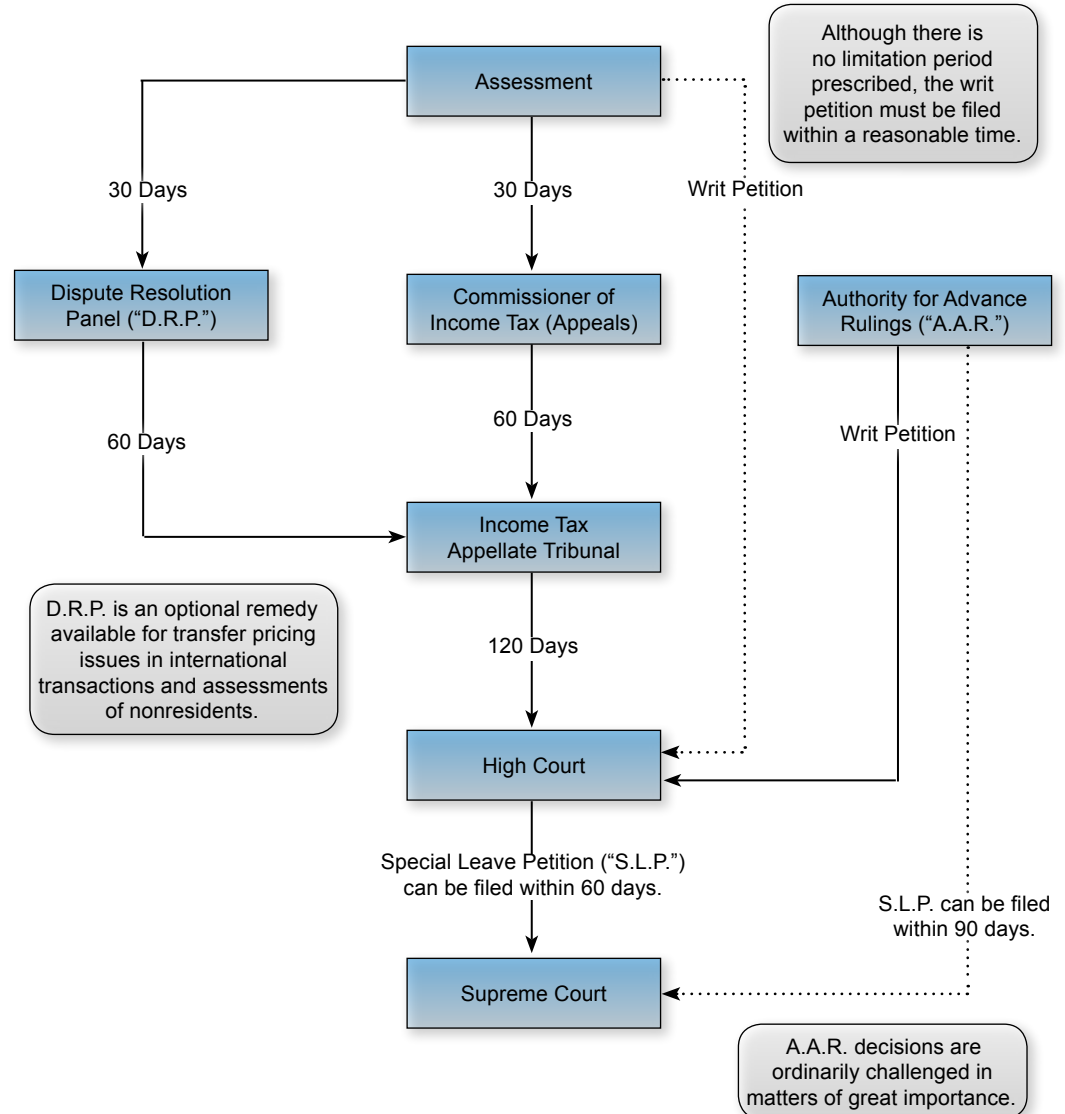 Assessment
Although there is
no limitation period
prescribed, the writ
petition must be filed
within a reasonable time.
30 Days
30 Days
Writ Petition
Dispute Resolution
Panel (“D.R.P.”)
Commissioner of
Income Tax (Appeals)
Authority for Advance
Rulings (“A.A.R.”)
60 Days
60 Days
Writ Petition
Income Tax
Appellate Tribunal
D.R.P. is an optional remedy
available for transfer pricing
issues in international
transactions and assessments
of nonresidents.
120 Days
High Court
Special Leave Petition (“S.L.P.”)
can be filed within 60 days.
S.L.P. can be filed
within 90 days.
Supreme Court
A.A.R. decisions are
ordinarily challenged in
matters of great importance.